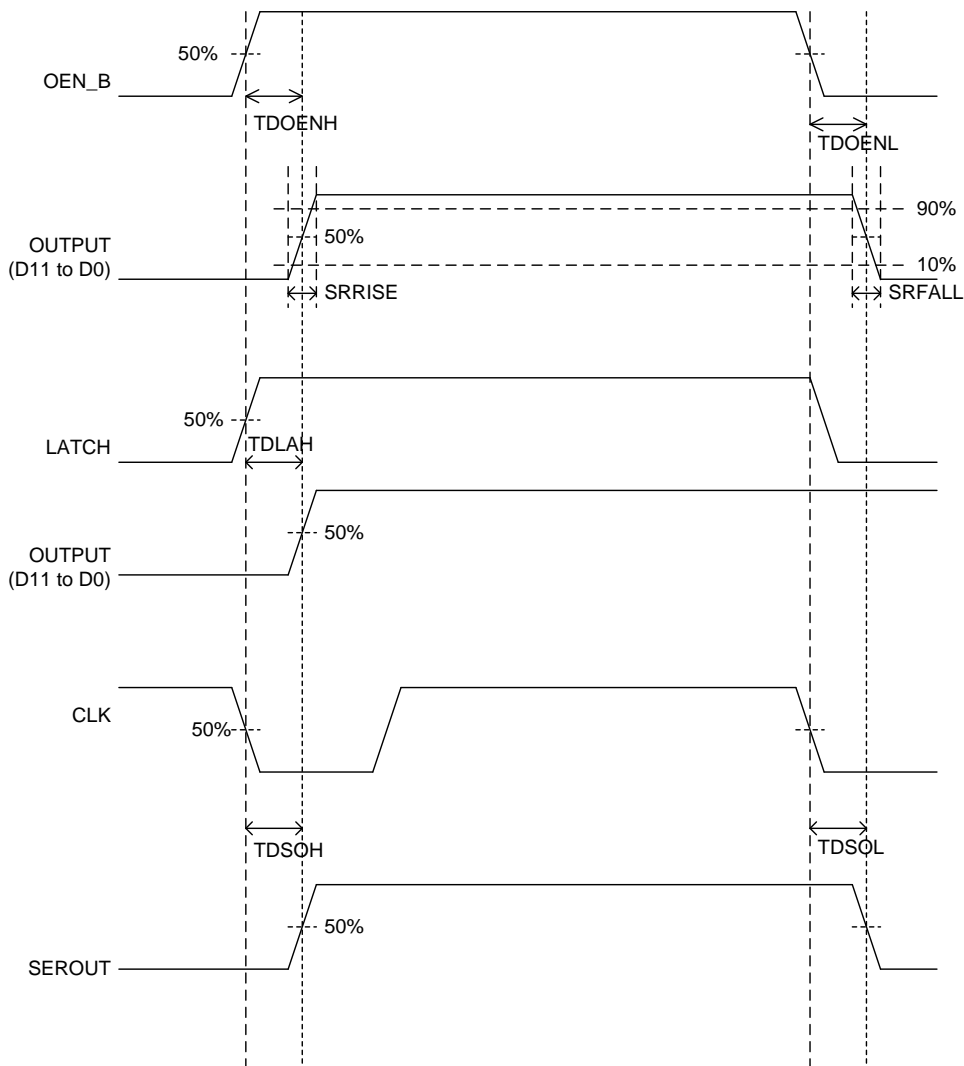 50%
OEN_B
TDOENH
TDOENL
90%
OUTPUT
(D11 to D0)
50%
10%
SRRISE
SRFALL
50%
LATCH
TDLAH
50%
OUTPUT
(D11 to D0)
CLK
50%
TDSOH
TDSOL
50%
SEROUT